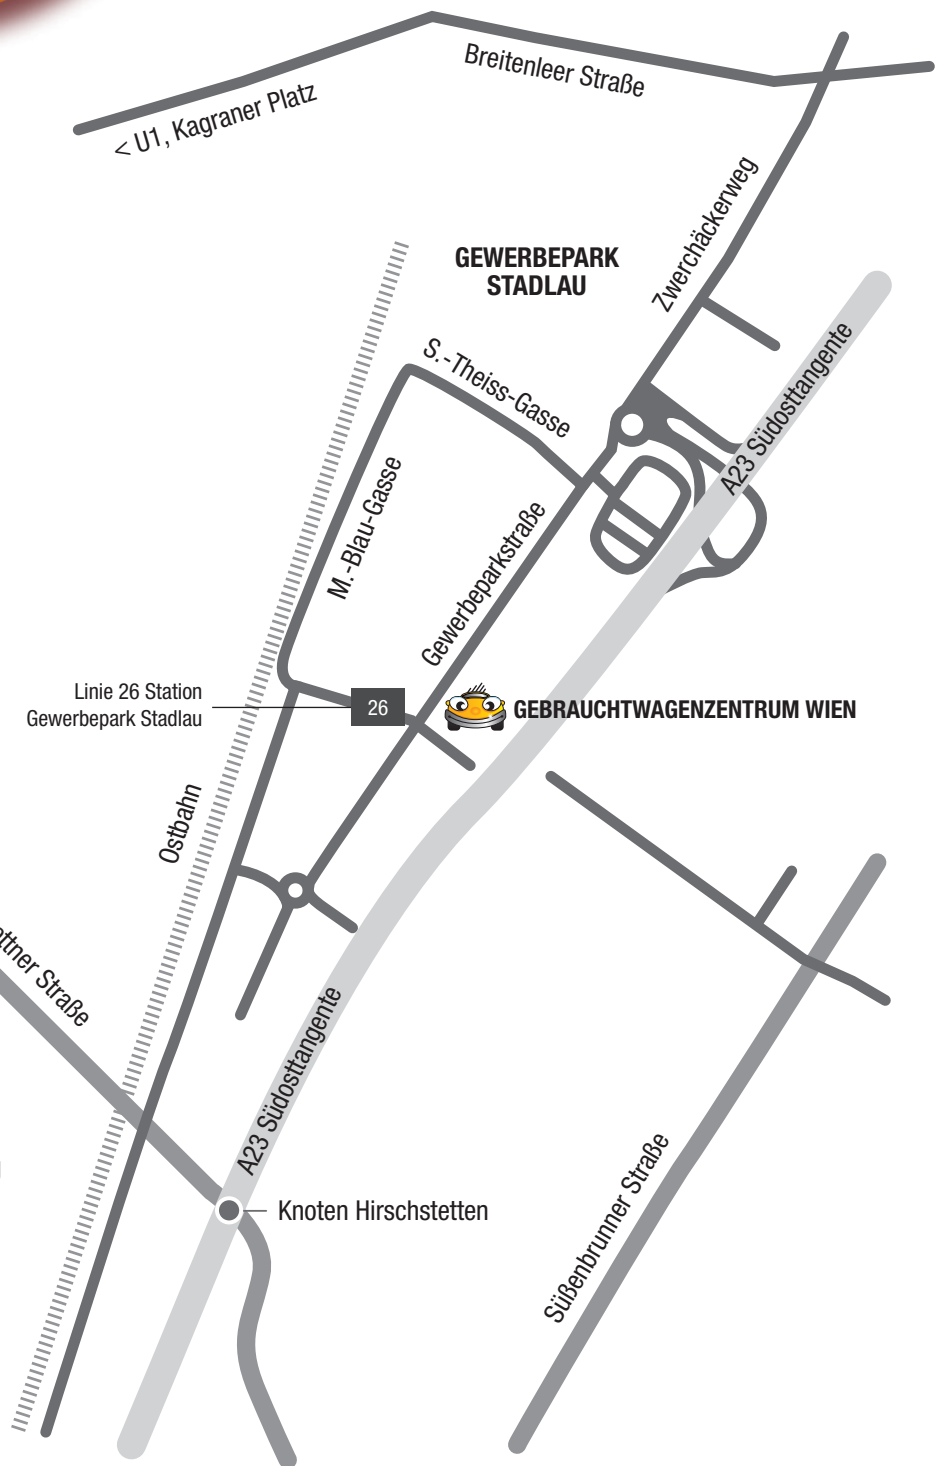 Breitenleer Straße
< U1, Kagraner Platz
Zwerchäckerweg
GEWERBEPARK
STADLAU
S.-Theiss-Gasse
A23 Südosttangente
M.-Blau-Gasse
Gewerbeparkstraße
Linie 26 Station
Gewerbepark Stadlau
26
GEBRAUCHTWAGENZENTRUM WIEN
Ostbahn
Straße
A23 Südosttangente
Knoten Hirschstetten
Süßenbrunner Straße